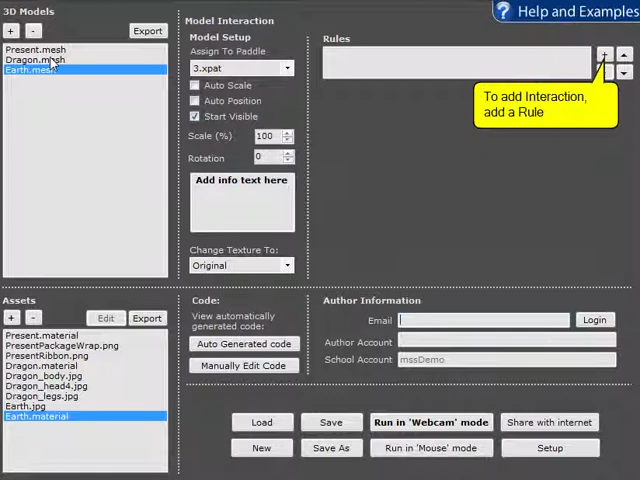 3D Models
+
-
Export
Present.mesh
Dragon.mesh
Earth.mesh
Model Interaction
Model Setup
Assign To Paddle
3.xpat
Auto Scale
Auto Position
Start Visible
Scale (%)
100
Rotation
0
Add info text here
Change Texture To:
Original
? Help and Examples
Rules
+
To add Interaction,
add a Rule
Assets
+
-
Edit
Export
Present.material
PresentPackageWrap.png
PresentRibbon.png
Dragon.material
Dragon_body.jpg
Dragon_head4.jpg
Dragon_legs.jpg
Earth.jpg
Earth.material
Code:
View automatically
generated code:
Auto Generated code
Manually Edit Code
Author Information
Email
Login
Author Account
School Account
mssDemo
Load
Save
Run in 'Webcam' mode
Share with internet
New
Save As
Run in 'Mouse' mode
Setup